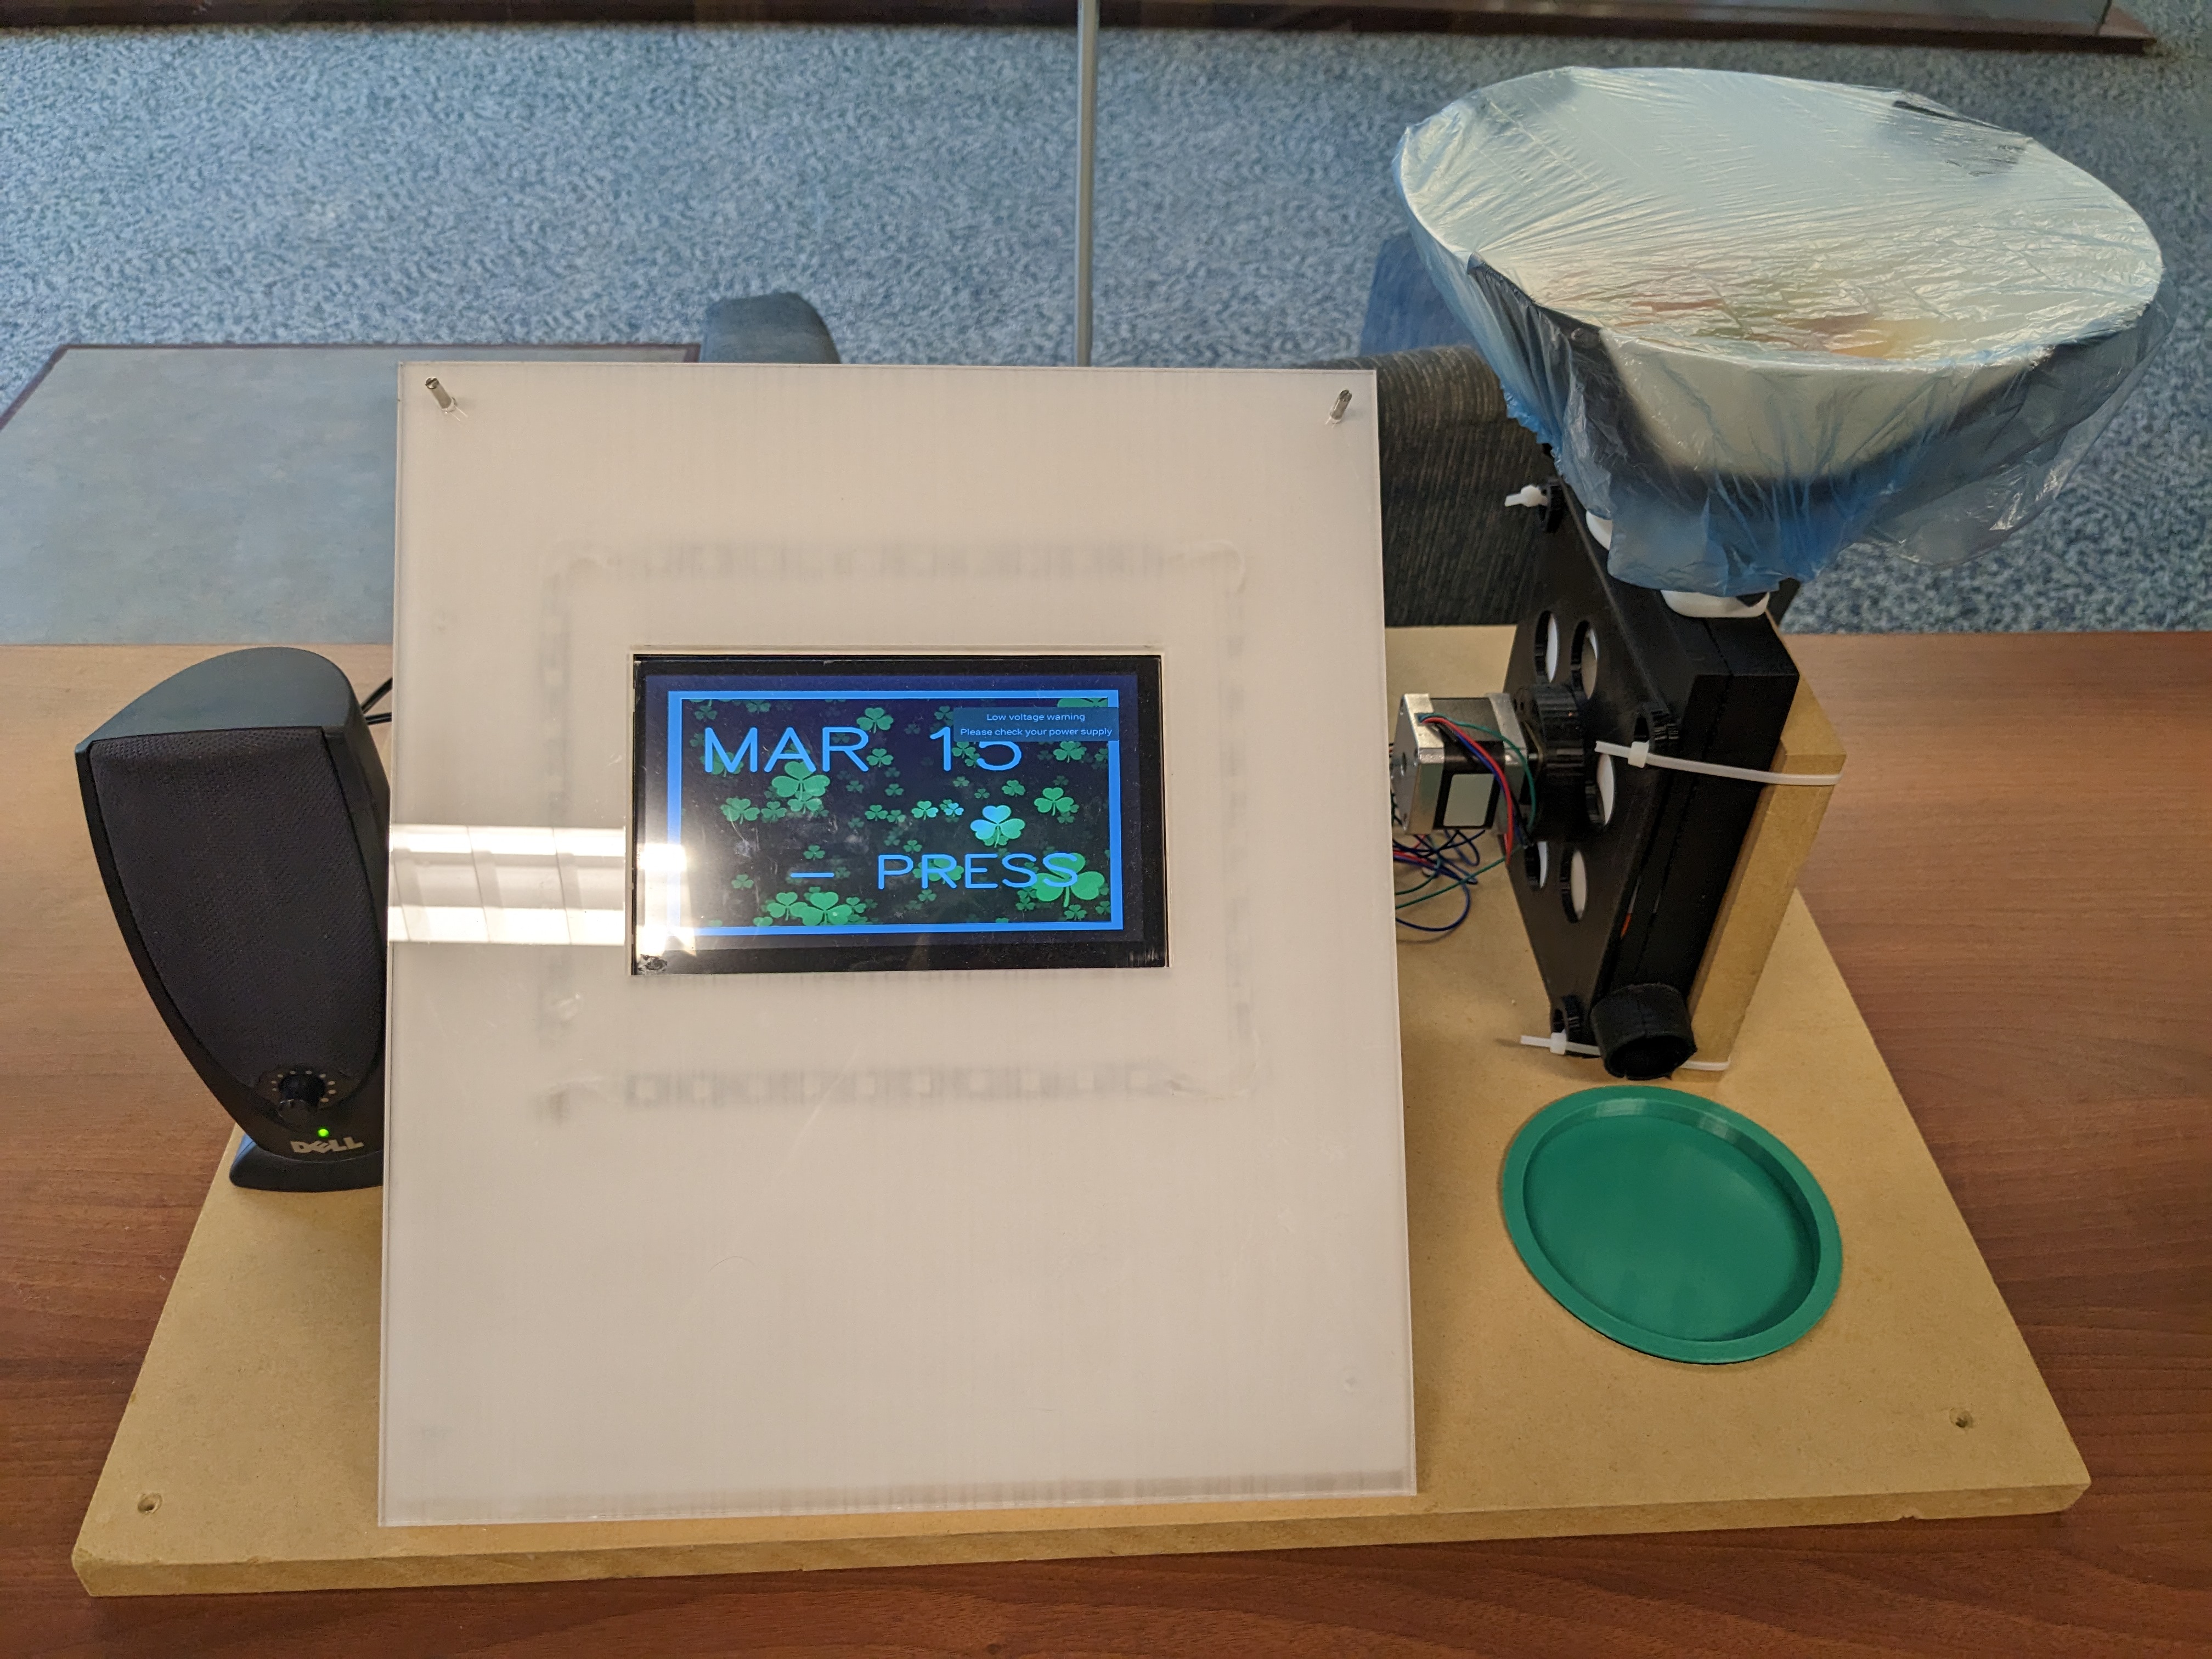 Low voltage warning
Please check your power supply
MAR 15
— PRESS
DELL